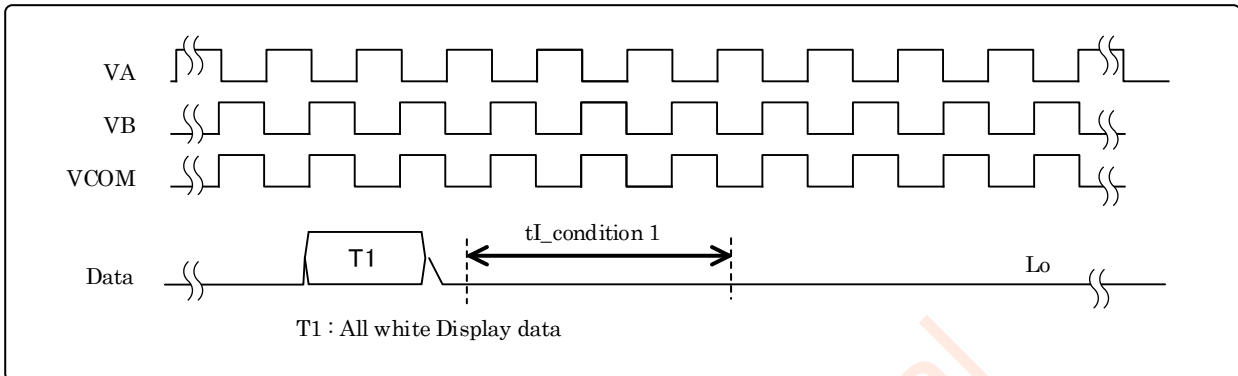 VA
VB
VCOM
tI_condition 1
T1
Data
Lo
T1 : All white Display data